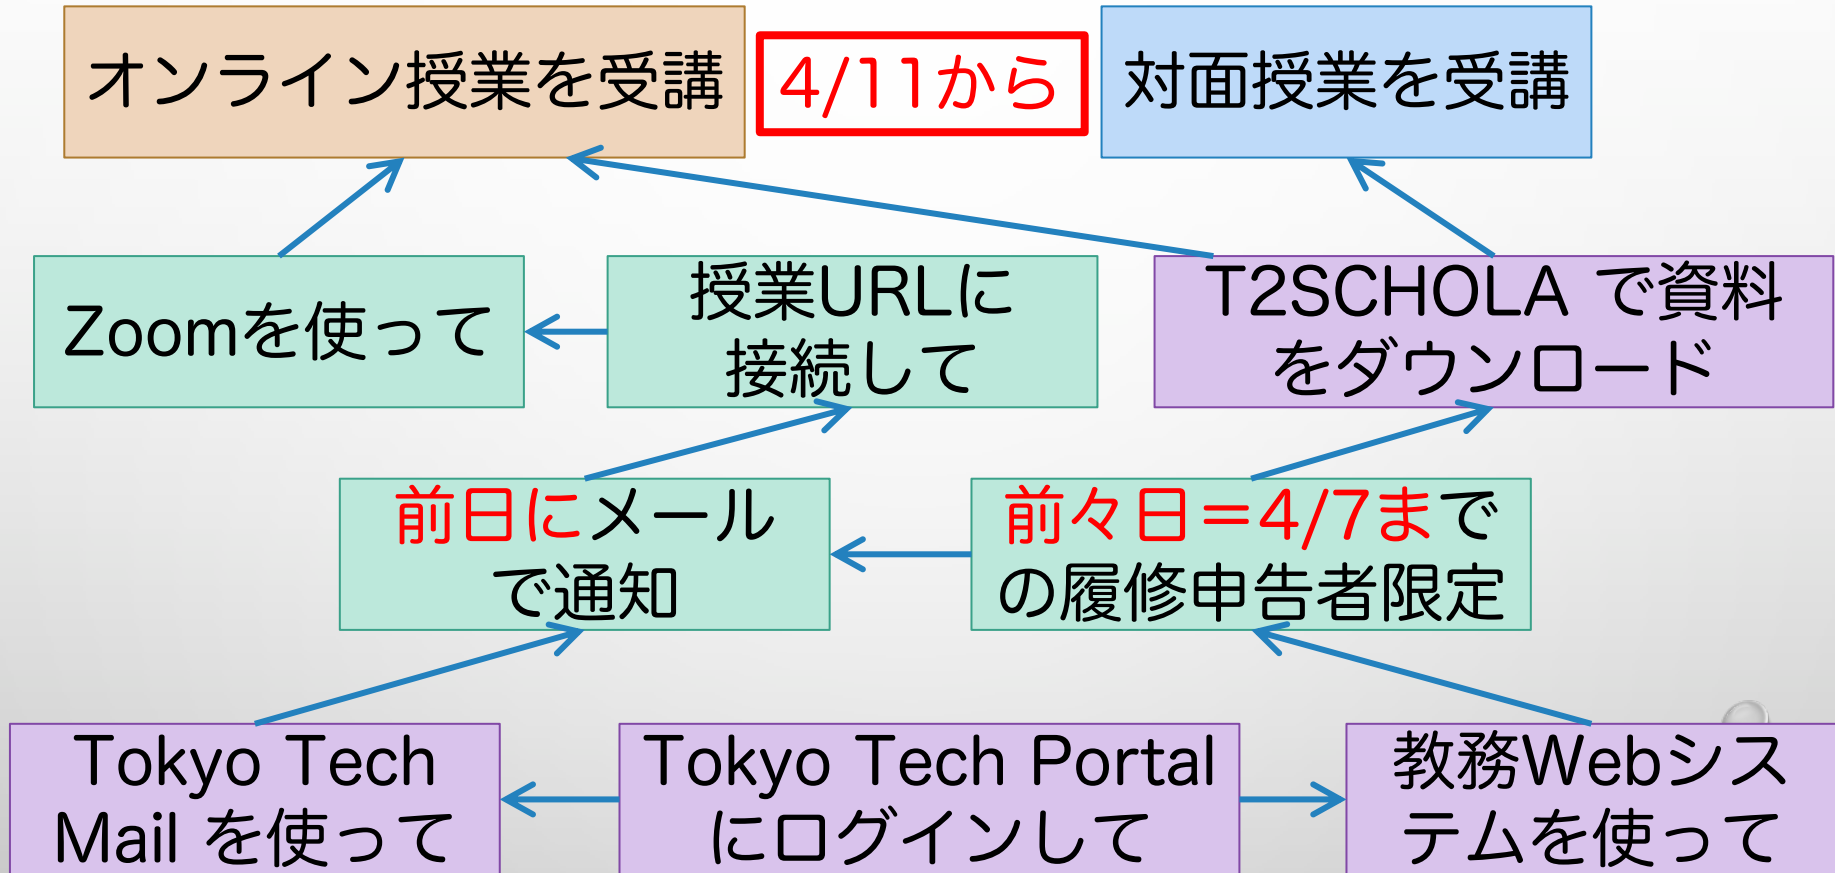 オンライン授業を受講
4/11から
対面授業を受講
Zoomを使って
授業URLに
接続して
T2SCHOLA で資料
をダウンロード
前日にメール
で通知
前々日＝4/7まで
の履修申告者限定
Tokyo Tech
Mail を使って
Tokyo Tech Portal
にログインして
教務Webシス
テムを使って